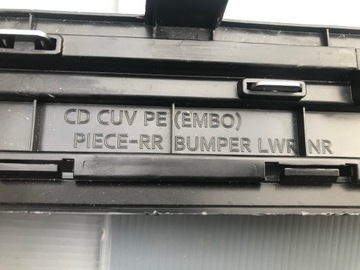 CD CUV PE (EMBO)
PIECE-RR BUMPER LWR NR